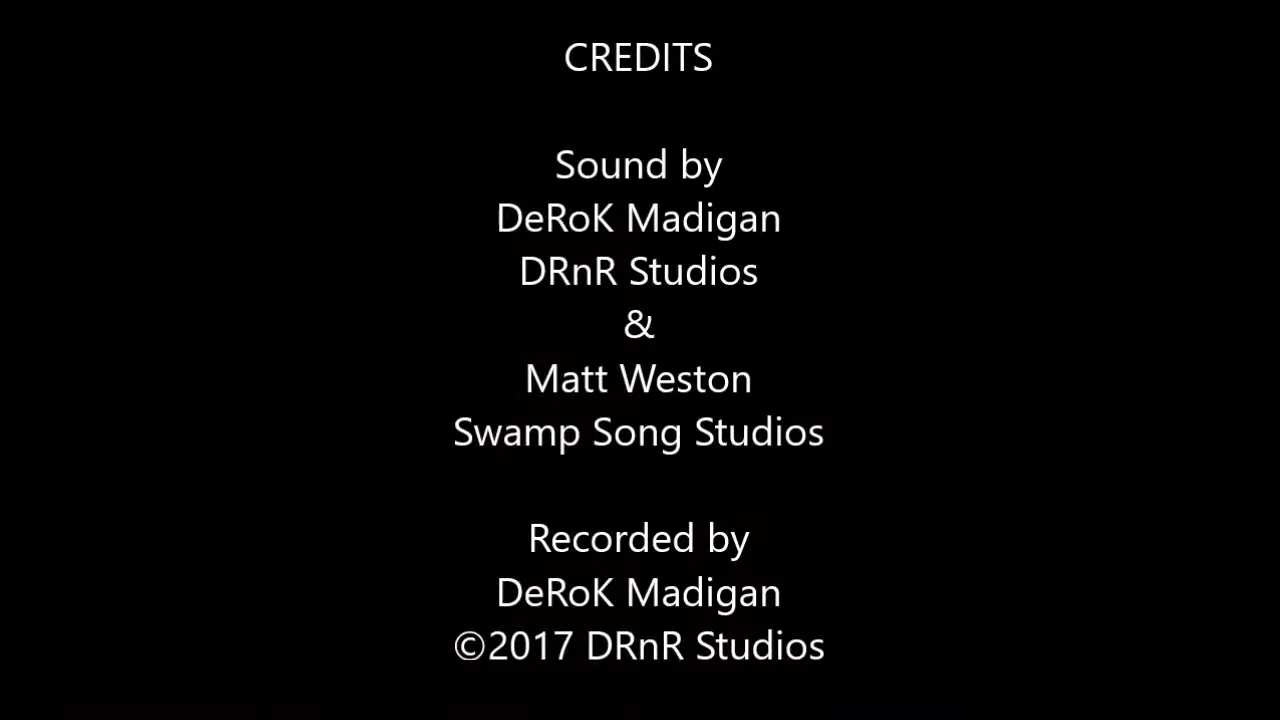 CREDITS
Sound by
DeRoK Madigan
DRnR Studios
&
Matt Weston
Swamp Song Studios
Recorded by
DeRoK Madigan
©2017 DRnR Studios